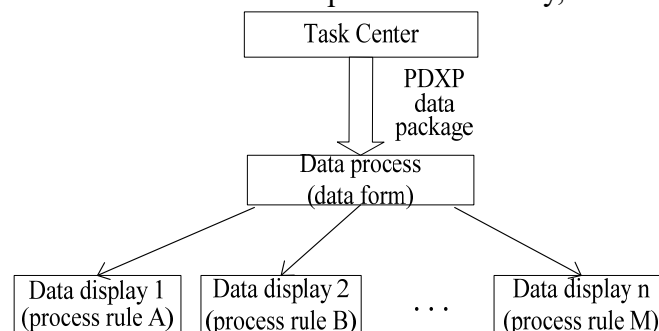 Task Center
PDXP
data
package
Data process
(data form)
Data display 1
(process rule A)
Data display 2
(process rule B)
. . .
Data display n
(process rule M)